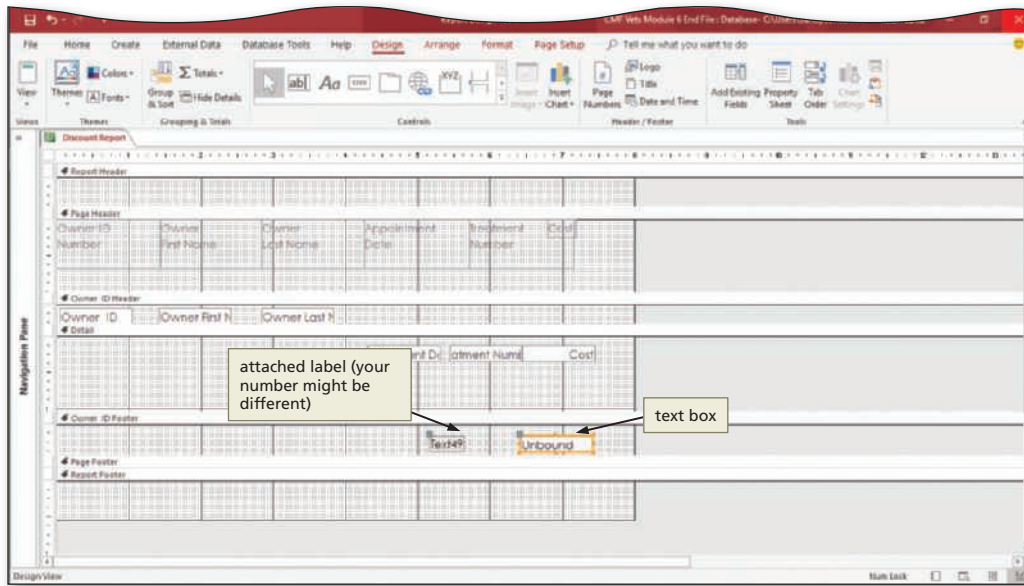 CMF Vets Module 6 End File : Database- C:\Users
File Home Create External Data Database Tools Help Design Arrange Format Page Setup Tell me what you want to do
View
Themes
Colors
Fonts
Group & Sort
Totals
Hide Details
ab|
Aa
XYZ
Insert Image
Insert Chart
Page Numbers
Logo
Title
Date and Time
Add Existing Fields
Property Sheet
Tab Order
Chart Settings
Views Themes Grouping & Totals Controls Header / Footer Tools
Discount Report
Report Header
Page Header
Owner ID Owner Owner Appointment Treatment Cost
Number First Name Last Name Date Number
Owner ID Header
Owner ID Owner First N Owner Last N
Detail
nt Da atment Numb Cost
attached label (your
number might be
different)
text box
Owner ID Footer
Text49 Unbound
Page Footer
Report Footer
Navigation Pane
Design View Num Lock